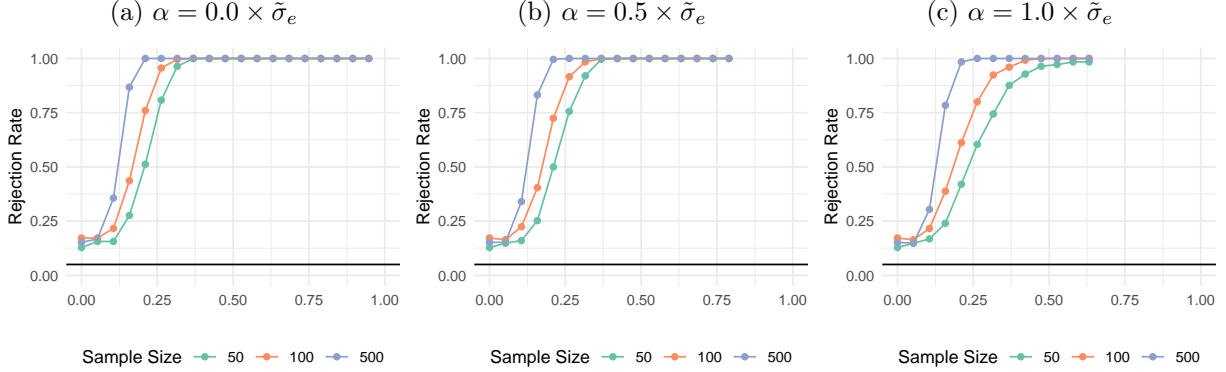 (a) α = 0.0 × σ̃ₑ
(b) α = 0.5 × σ̃ₑ
(c) α = 1.0 × σ̃ₑ
Rejection Rate
1.00
0.75
0.50
0.25
0.00
0.00 0.25 0.50 0.75 1.00
Sample Size 50 100 500
Rejection Rate
1.00
0.75
0.50
0.25
0.00
0.00 0.25 0.50 0.75 1.00
Sample Size 50 100 500
Rejection Rate
1.00
0.75
0.50
0.25
0.00
0.00 0.25 0.50 0.75 1.00
Sample Size 50 100 500